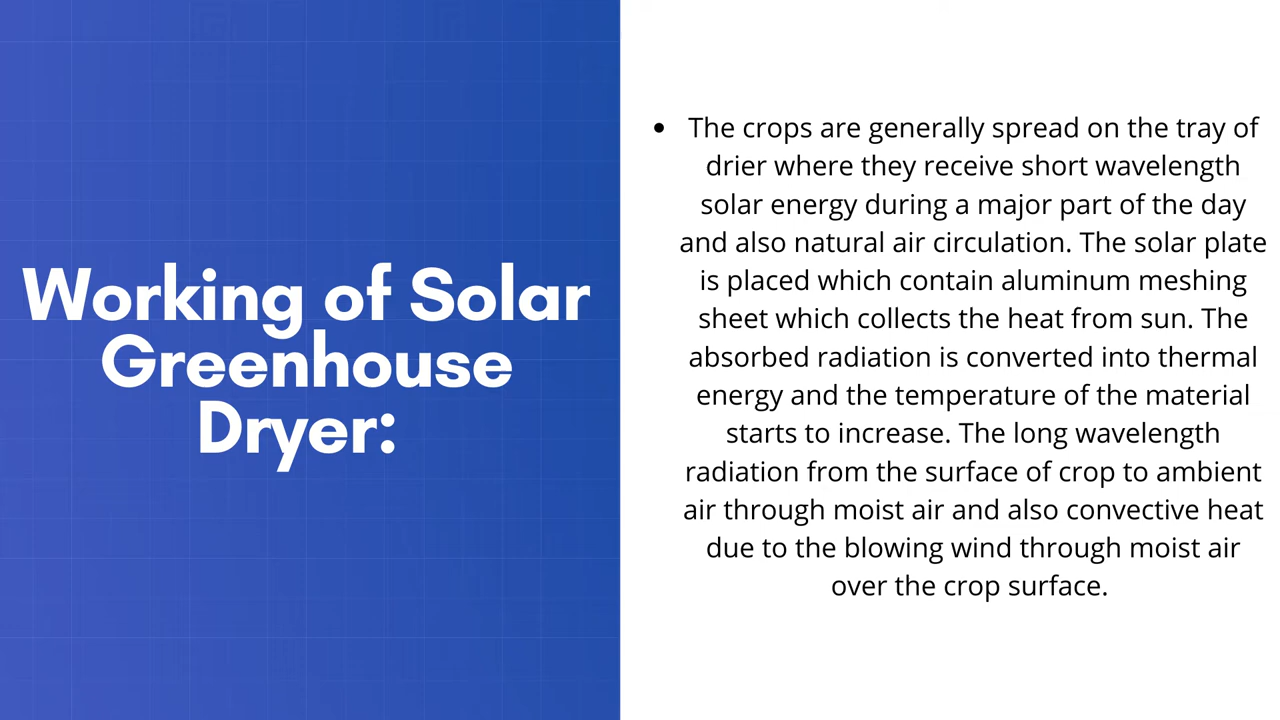 Working of Solar
Greenhouse
Dryer:
• The crops are generally spread on the tray of
drier where they receive short wavelength
solar energy during a major part of the day
and also natural air circulation. The solar plate
is placed which contain aluminum meshing
sheet which collects the heat from sun. The
absorbed radiation is converted into thermal
energy and the temperature of the material
starts to increase. The long wavelength
radiation from the surface of crop to ambient
air through moist air and also convective heat
due to the blowing wind through moist air
over the crop surface.